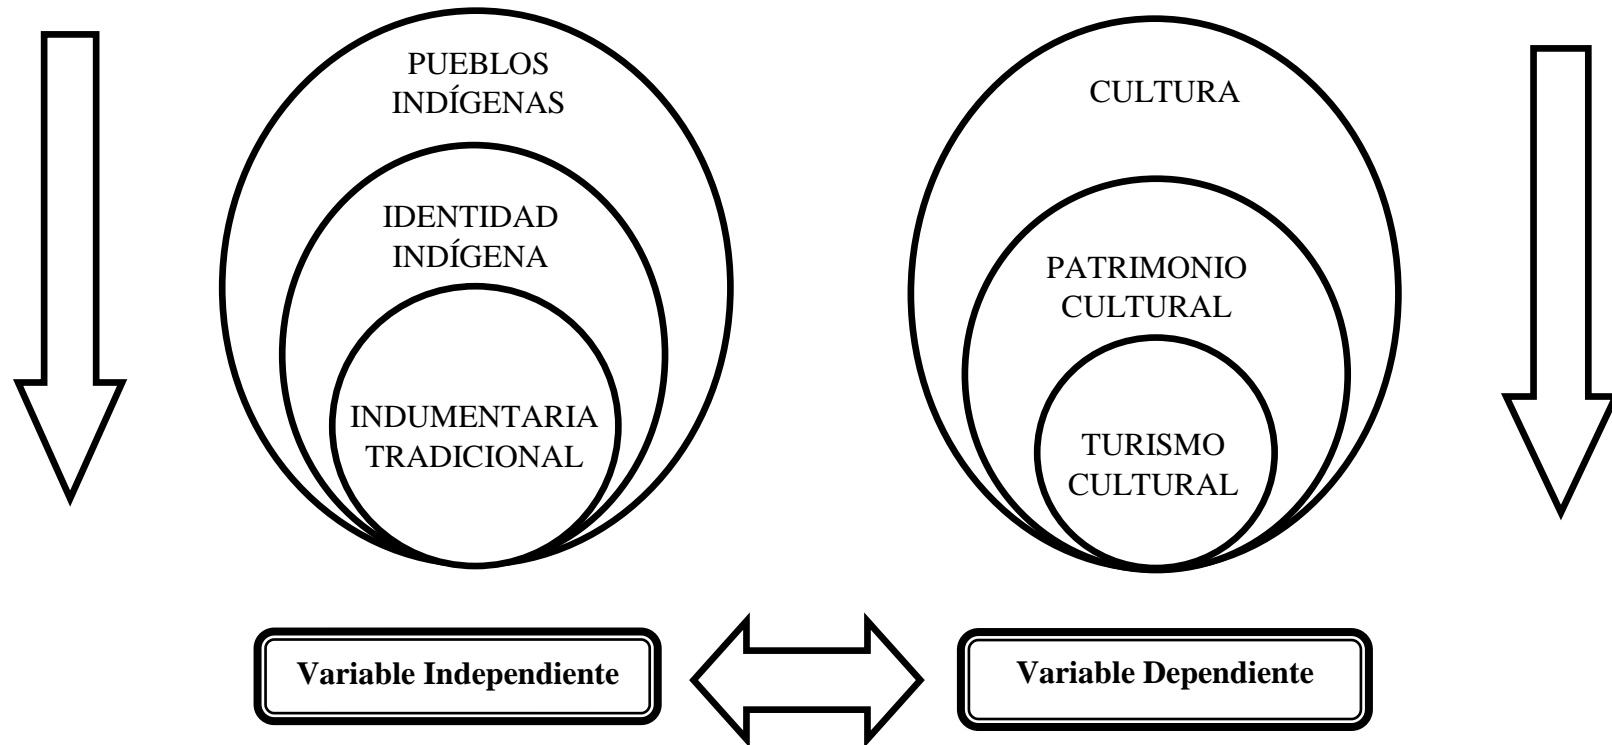 PUEBLOS
INDÍGENAS
IDENTIDAD
INDÍGENA
INDUMENTARIA
TRADICIONAL
CULTURA
PATRIMONIO
CULTURAL
TURISMO
CULTURAL
Variable Independiente
Variable Dependiente